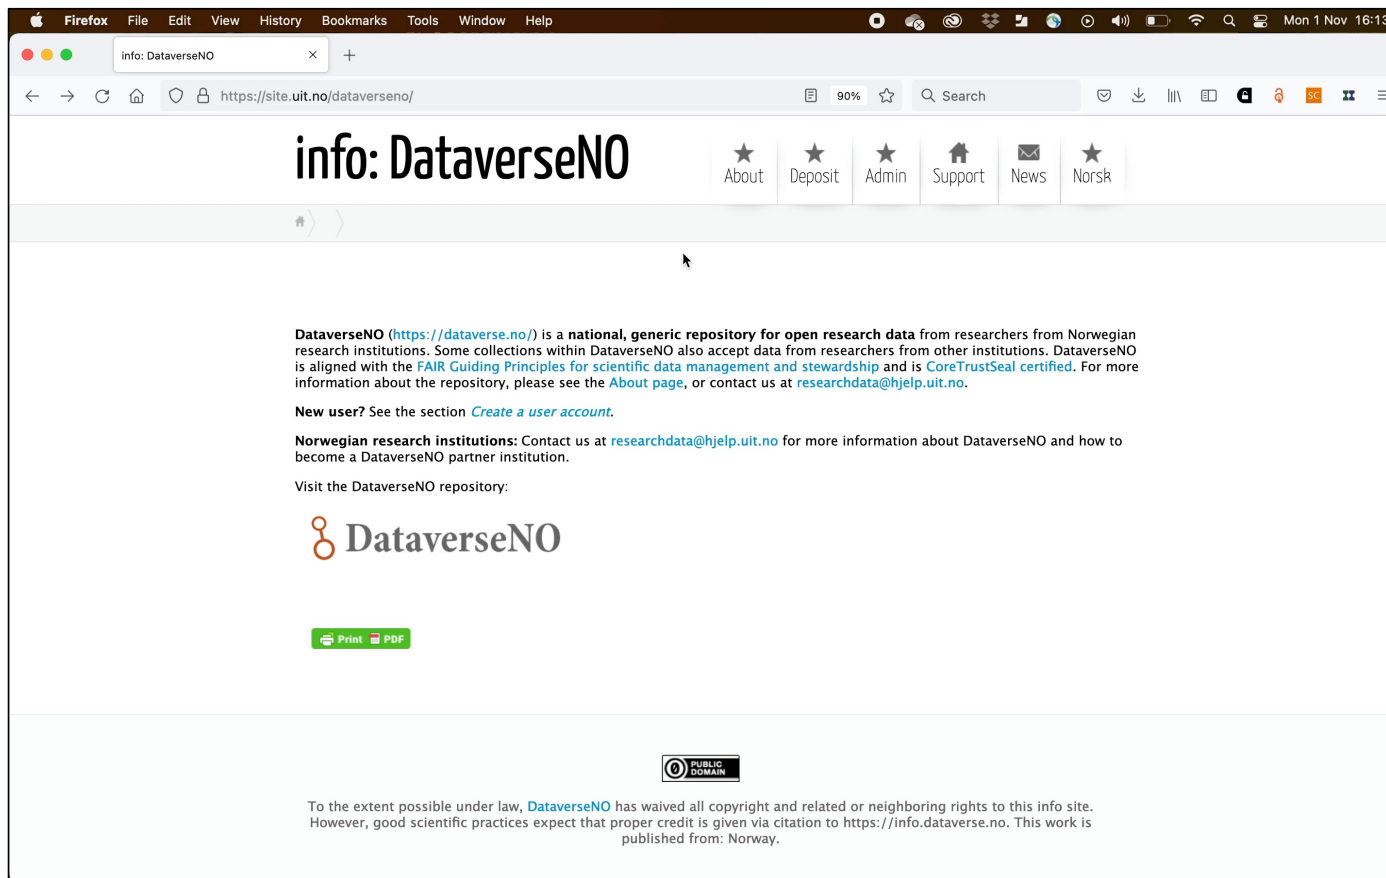 Firefox File Edit View History Bookmarks Tools Window Help
Mon 1 Nov 16:13
info: DataverseNO
https://site.uit.no/dataverseno/
90%
Search
SC
info: DataverseNO
About
Deposit
Admin
Support
News
Norsk
DataverseNO (https://dataverse.no/) is a national, generic repository for open research data from researchers from Norwegian
research institutions. Some collections within DataverseNO also accept data from researchers from other institutions. DataverseNO
is aligned with the FAIR Guiding Principles for scientific data management and stewardship and is CoreTrustSeal certified. For more
information about the repository, please see the About page, or contact us at researchdata@hjelp.uit.no.
New user? See the section Create a user account.
Norwegian research institutions: Contact us at researchdata@hjelp.uit.no for more information about DataverseNO and how to
become a DataverseNO partner institution.
Visit the DataverseNO repository:
DataverseNO
Print PDF
PUBLIC
DOMAIN
To the extent possible under law, DataverseNO has waived all copyright and related or neighboring rights to this info site.
However, good scientific practices expect that proper credit is given via citation to https://info.dataverse.no. This work is
published from: Norway.